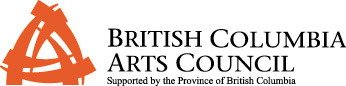 BRITISH COLUMBIA
ARTS COUNCIL
Supported by the Province of British Columbia